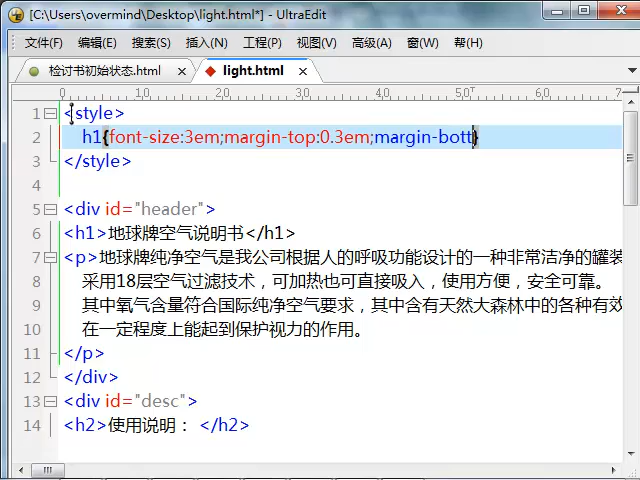 [C:\Users\overmind\Desktop\light.html*] - UltraEdit
文件(F) 编辑(E) 搜索(S) 插入(N) 工程(P) 视图(V) 高级(A) 窗(W) 帮(H)
检讨书初始状态.html light.html
0 10 20 30 40 50 60 7
1 <style>
2 h1{font-size:3em;margin-top:0.3em;margin-bott}
3 </style>
4
5 <div id="header">
6 <h1>地球牌空气说明书</h1>
7 <p>地球牌纯净空气是我公司根据人的呼吸功能设计的一种非常洁净的罐装
8 采用18层空气过滤技术，可加热也可直接吸入，使用方便，安全可靠。
9 其中氧气含量符合国际纯净空气要求，其中含有天然大森林中的各种有效
10 在一定程度上能起到保护视力的作用。
11 </p>
12 </div>
13 <div id="desc">
14 <h2>使用说明： </h2>